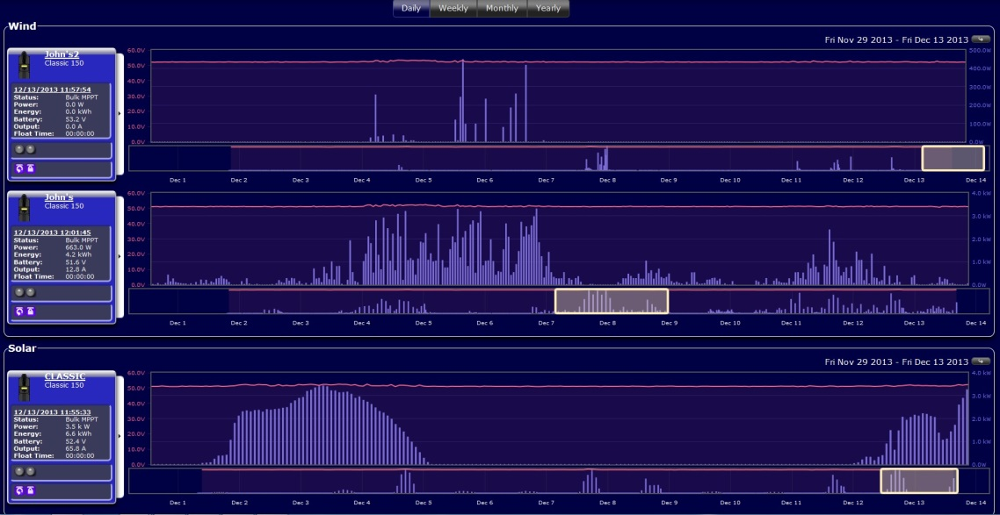 Daily Weekly Monthly Yearly
Wind
Fri Nov 29 2013 - Fri Dec 13 2013
John's2
Classic 150
12/13/2013 11:57:54
Status: Bulk MPPT
Power: 0.0 W
Energy: 0.0 kWh
Battery: 53.2 V
Output: 0.0 A
Float Time: 00:00:00
60.0V 500.0W
50.0V 400.0W
40.0V
30.0V 300.0W
20.0V 200.0W
10.0V 100.0W
0.0V 0.0W
Dec 1 Dec 2 Dec 3 Dec 4 Dec 5 Dec 6 Dec 7 Dec 8 Dec 9 Dec 10 Dec 11 Dec 12 Dec 13 Dec 14
John's
Classic 150
12/13/2013 12:01:45
Status: Bulk MPPT
Power: 663.0 W
Energy: 4.2 kWh
Battery: 51.6 V
Output: 12.8 A
Float Time: 00:00:00
60.0V 4.0 kW
50.0V
40.0V 3.0 kW
30.0V 2.0 kW
20.0V
10.0V 1.0 kW
0.0V 0.0W
Dec 1 Dec 2 Dec 3 Dec 4 Dec 5 Dec 6 Dec 7 Dec 8 Dec 9 Dec 10 Dec 11 Dec 12 Dec 13 Dec 14
Solar
Fri Nov 29 2013 - Fri Dec 13 2013
CLASSIC
Classic 150
12/13/2013 11:55:33
Status: Bulk MPPT
Power: 3.5 k W
Energy: 6.6 kWh
Battery: 52.4 V
Output: 65.8 A
Float Time: 00:00:00
60.0V 4.0 kW
50.0V
40.0V 3.0 kW
30.0V 2.0 kW
20.0V
10.0V 1.0 kW
0.0V 0.0W
Dec 1 Dec 2 Dec 3 Dec 4 Dec 5 Dec 6 Dec 7 Dec 8 Dec 9 Dec 10 Dec 11 Dec 12 Dec 13 Dec 14